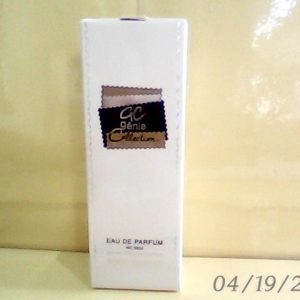 GC
génie
Collection
EAU DE PARFUM
04/19/2